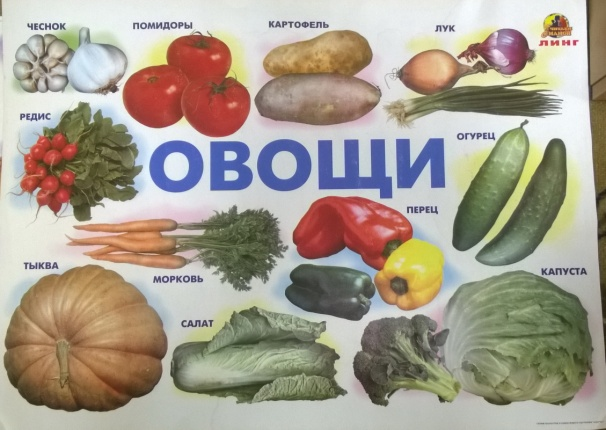 ЧЕСНОК
ПОМИДОРЫ
КАРТОФЕЛЬ
ЛУК
ЛИНГ
РЕДИС
ОГУРЕЦ
ОВОЩИ
ПЕРЕЦ
ТЫКВА
МОРКОВЬ
КАПУСТА
САЛАТ